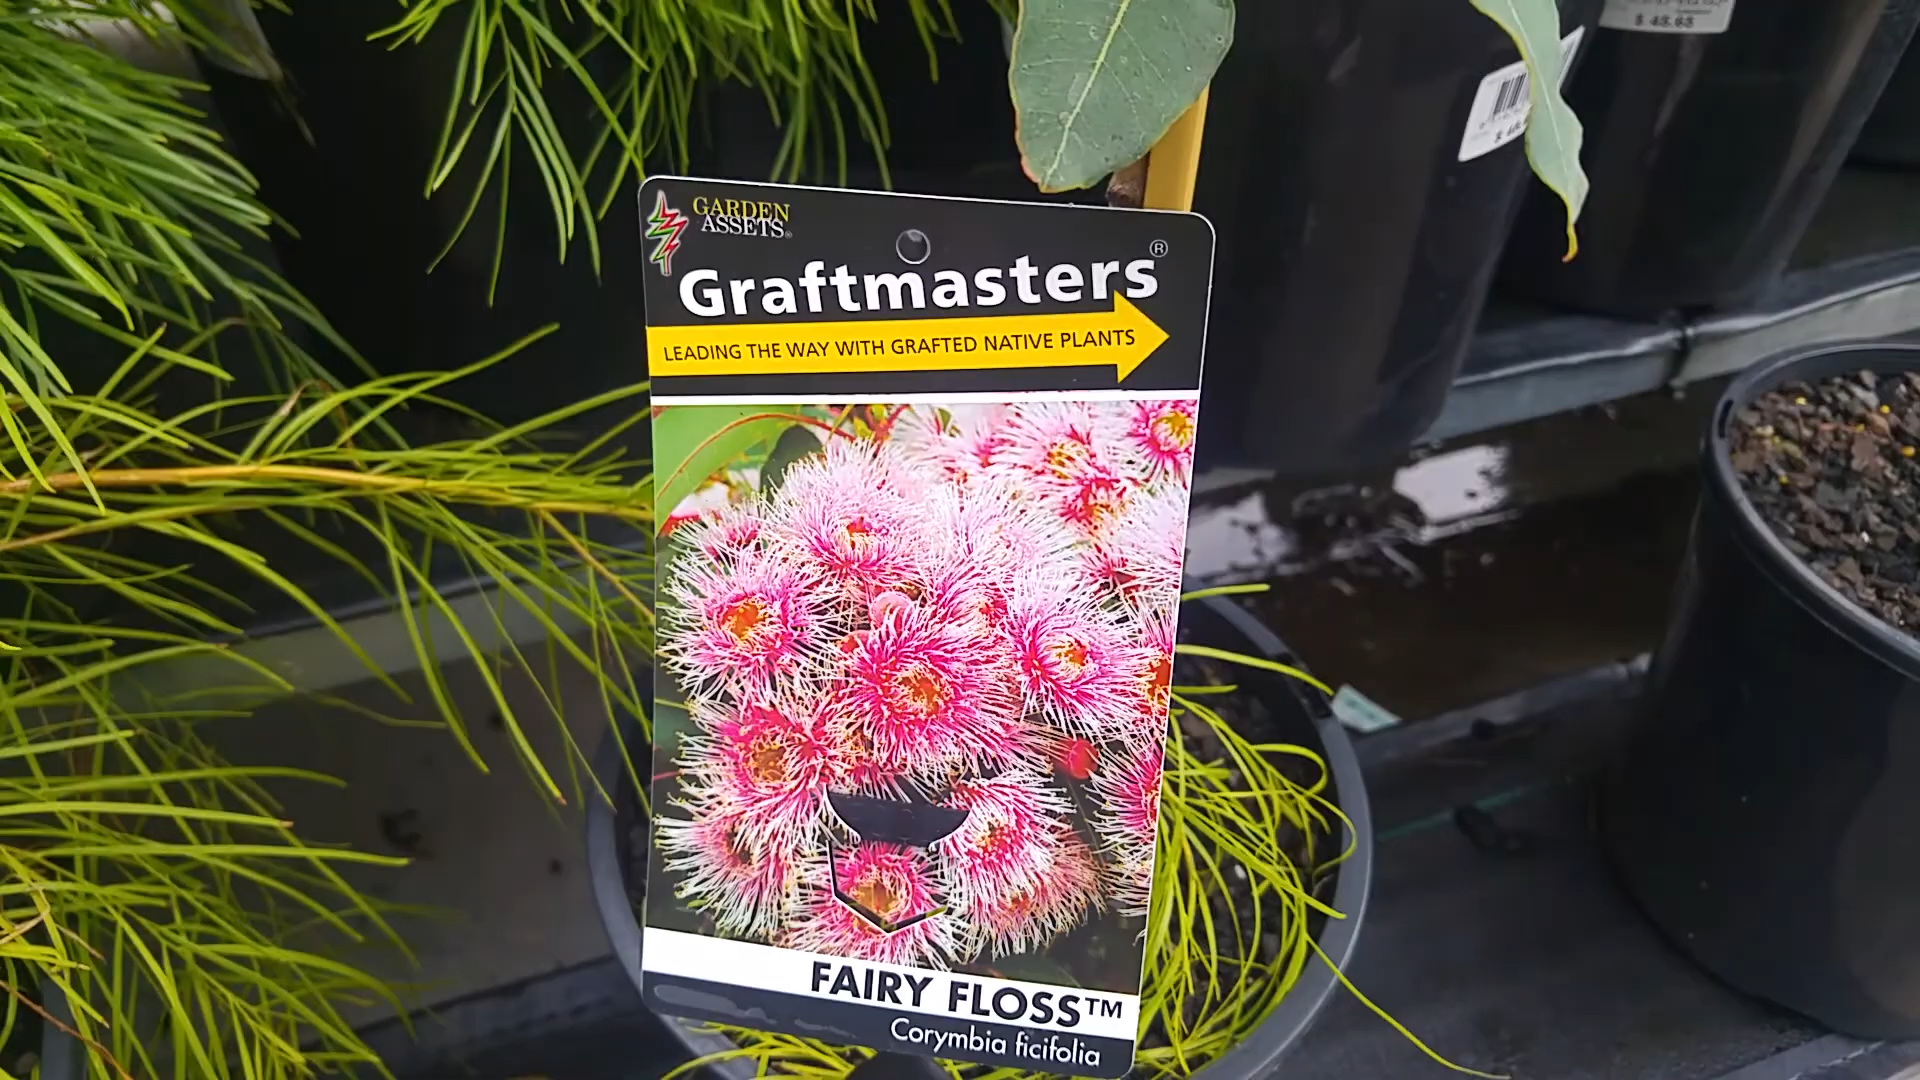 GARDEN
ASSETS®
Graftmasters®
LEADING THE WAY WITH GRAFTED NATIVE PLANTS
FAIRY FLOSS™
Corymbia ficifolia